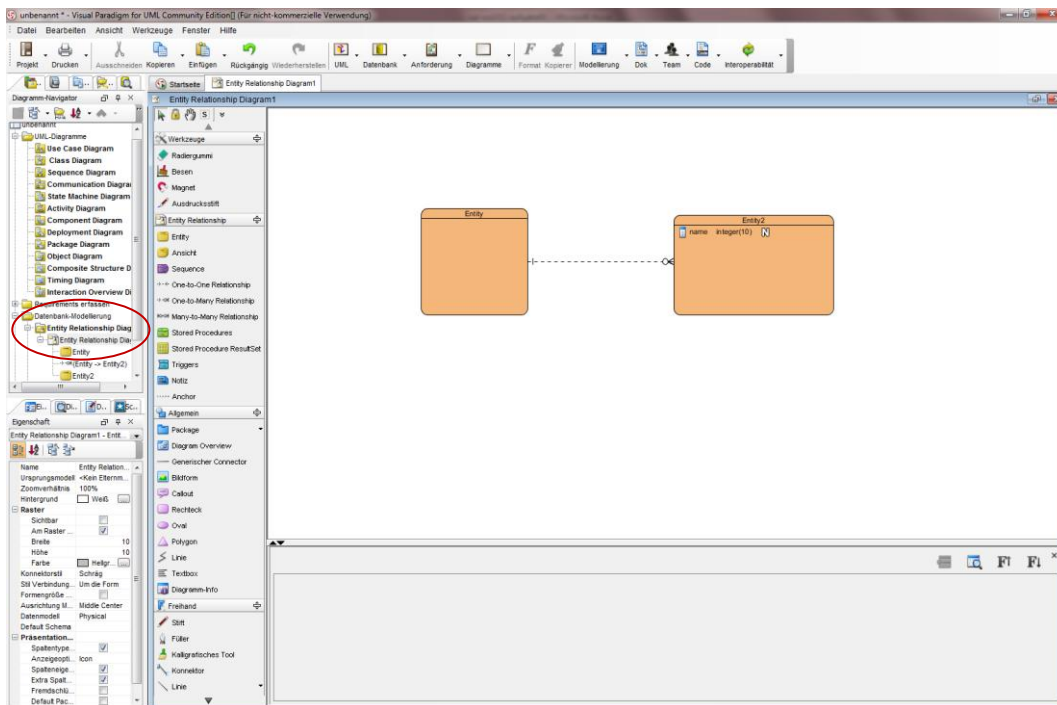 unbenannt * - Visual Paradigm for UML Community Edition[] (Für nicht-kommerzielle Verwendung)
Datei Bearbeiten Ansicht Werkzeuge Fenster Hilfe
Projekt Drucken Ausschneiden Kopieren Einfügen Rückgängig Wiederherstellen UML Datenbank Anforderung Diagramme Format Kopierer Modellierung Dok Team Code Interoperabilität
Startseite Entity Relationship Diagram1
Diagramm-Navigator
Entity Relationship Diagram1
unbenannt
UML-Diagramme
Use Case Diagram
Class Diagram
Sequence Diagram
Communication Diagra
State Machine Diagram
Activity Diagram
Component Diagram
Deployment Diagram
Package Diagram
Object Diagram
Composite Structure D
Timing Diagram
Interaction Overview Di
Requirements erfassen
Datenbank-Modellierung
Entity Relationship Diag
Entity Relationship Dia
Entity
(Entity -> Entity2)
Entity2
Ei.. Di.. D.. Sc..
Eigenschaft
Entity Relationship Diagram1 - Entit...
Name Entity Relation...
Ursprungsmodell <Kein Elternm...
Zoomverhältnis 100%
Hintergrund Weiß ...
Raster
Sichtbar
Am Raster ...
Breite 10
Höhe 10
Farbe Hellgr... ...
Konnektorstil Schräg
Stil Verbindung... Um die Form
Formengröße ...
Ausrichtung M... Middle Center
Datenmodell Physical
Default Schema
Präsentation...
Spaltentype...
Anzeigeopti... Icon
Spalteneige...
Extra Spalt...
Fremdschlü...
Default Pac...
S
Werkzeuge
Radiergummi
Besen
Magnet
Ausdrucksstift
Entity Relationship
Entity
Ansicht
Sequence
One-to-One Relationship
One-to-Many Relationship
Many-to-Many Relationship
Stored Procedures
Stored Procedure ResultSet
Triggers
Notiz
Anchor
Allgemein
Package
Diagram Overview
Generischer Connector
Bildform
Callout
Rechteck
Oval
Polygon
Linie
Textbox
Diagramm-Info
Freihand
Stift
Füller
Kalligrafisches Tool
Konnektor
Linie
Entity
Entity2
name integer(10) N
F↑ F↓